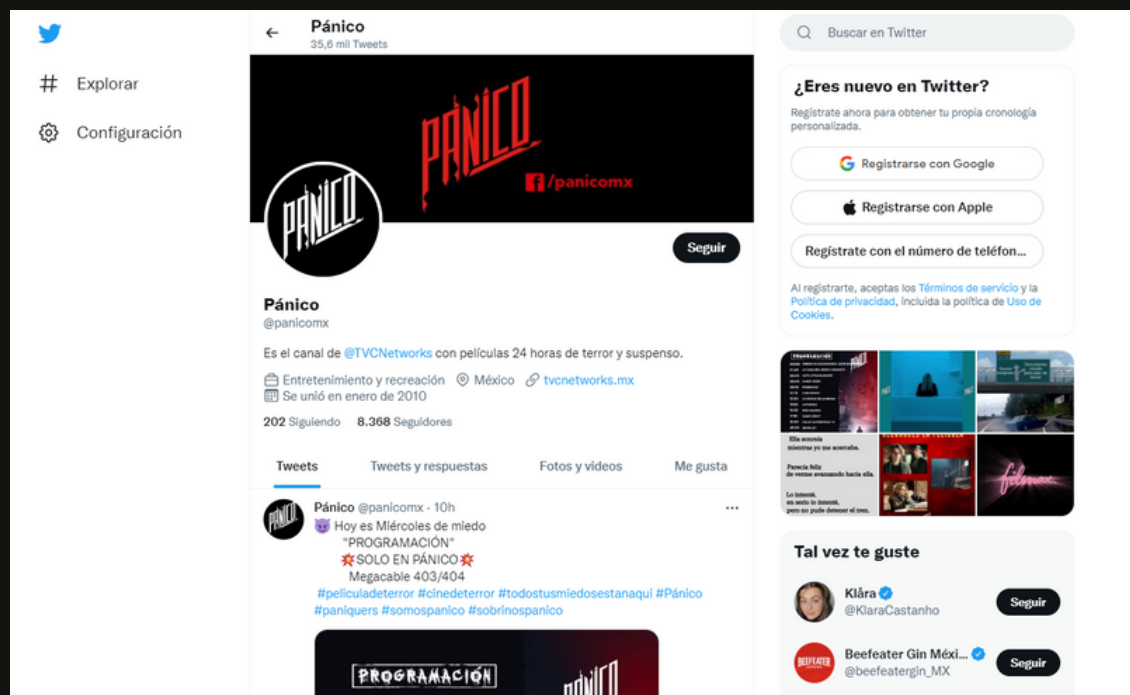 Explorar
Configuración
Pánico
35,6 mil Tweets
PÁNICO
/panicomx
PÁNICO
Seguir
Pánico
@panicomx
Es el canal de @TVCNetworks con películas 24 horas de terror y suspenso.
Entretenimiento y recreación México tvcnetworks.mx
Se unió en enero de 2010
202 Siguiendo 8.368 Seguidores
Tweets Tweets y respuestas Fotos y videos Me gusta
PÁNICO
Pánico @panicomx · 10h
Hoy es Miércoles de miedo
"PROGRAMACIÓN"
SOLO EN PÁNICO
Megacable 403/404
#peliculadeterror #cinedeterror #todostusmiedosestanaqui #Pánico
#paniquers #somospanico #sobrinospanico
PROGRAMACIÓN
PÁNICO
Buscar en Twitter
¿Eres nuevo en Twitter?
Regístrate ahora para obtener tu propia cronología
personalizada.
Registrarse con Google
Registrarse con Apple
Regístrate con el número de teléfon...
Al registrarte, aceptas los Términos de servicio y la
Política de privacidad, incluida la política de Uso de
Cookies.
PROGRAMACIÓN
Ella sonreía
mientras yo me acercaba.
Parecía feliz
de verme avanzando hacia ella.
Lo intenté,
en serio lo intenté,
pero no pude detener el tren.
filmax
Tal vez te guste
Klåra
@KlaraCastanho
Seguir
BEEFEATER
Beefeater Gin Méxi...
@beefeatergin_MX
Seguir